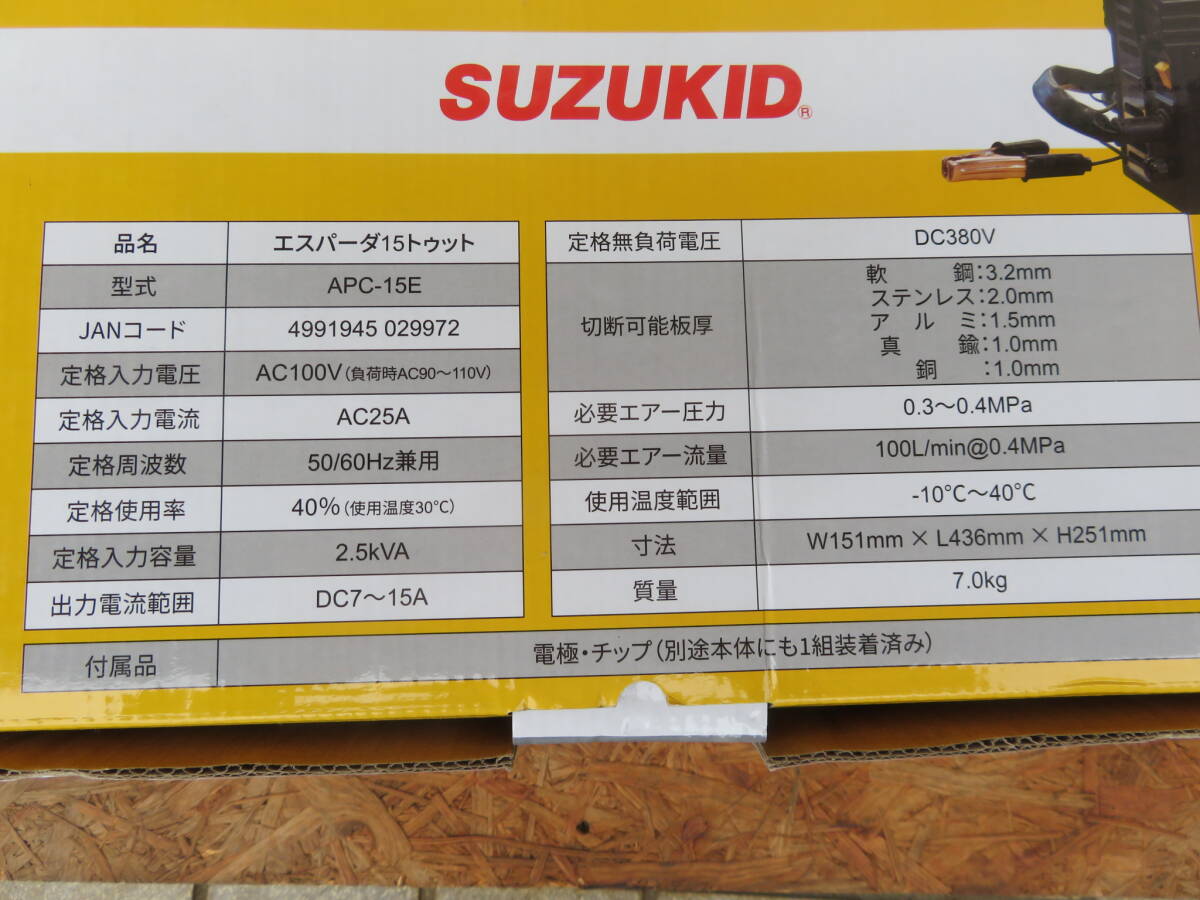 SUZUKID®
品名 エスパーダ15トゥット
型式 APC-15E
JANコード 4991945 029972
定格入力電圧 AC100V(負荷時AC90〜110V)
定格入力電流 AC25A
定格周波数 50/60Hz兼用
定格使用率 40%(使用温度30℃)
定格入力容量 2.5kVA
出力電流範囲 DC7〜15A
定格無負荷電圧 DC380V
切断可能板厚
軟 鋼:3.2mm
ステンレス:2.0mm
ア ル ミ:1.5mm
真 鍮:1.0mm
銅 :1.0mm
必要エアー圧力 0.3〜0.4MPa
必要エアー流量 100L/min@0.4MPa
使用温度範囲 -10℃〜40℃
寸法 W151mm × L436mm × H251mm
質量 7.0kg
付属品 電極・チップ(別途本体にも1組装着済み)